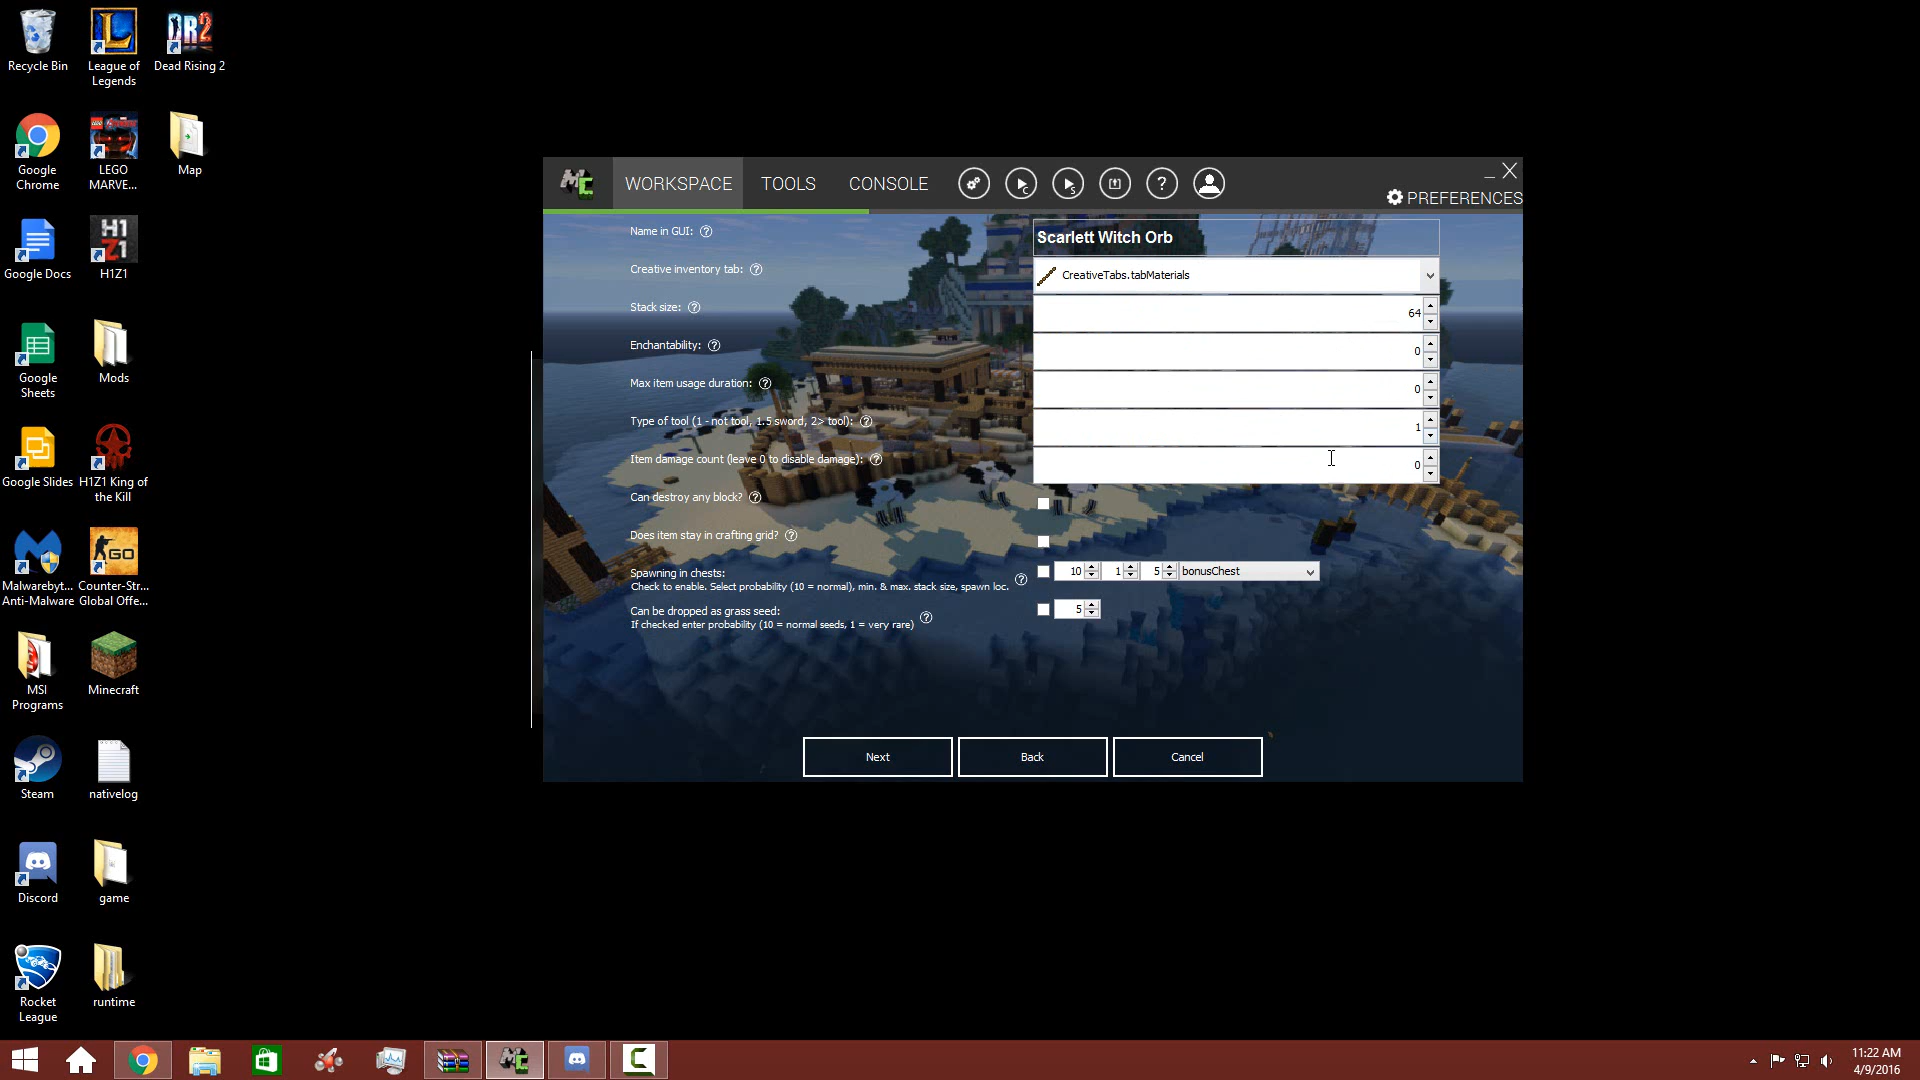 Recycle Bin
League of
Legends
Dead Rising 2
Google
Chrome
LEGO
MARVE...
Map
Google Docs
H1Z1
Google
Sheets
Mods
Google Slides
H1Z1 King of
the Kill
Malwarebyt...
Anti-Malware
Counter-Str...
Global Offe...
MSI
Programs
Minecraft
Steam
nativelog
Discord
game
Rocket
League
runtime
WORKSPACE
TOOLS
CONSOLE
PREFERENCES
Name in GUI:
Scarlett Witch Orb
Creative inventory tab:
CreativeTabs.tabMaterials
Stack size:
64
Enchantability:
0
Max item usage duration:
0
Type of tool (1 - not tool, 1.5 sword, 2> tool):
1
Item damage count (leave 0 to disable damage):
0
Can destroy any block?
Does item stay in crafting grid?
Spawning in chests:
Check to enable. Select probability (10 = normal), min. & max. stack size, spawn loc.
10
1
5
bonusChest
Can be dropped as grass seed:
If checked enter probability (10 = normal seeds, 1 = very rare)
5
Next
Back
Cancel
11:22 AM
4/9/2016